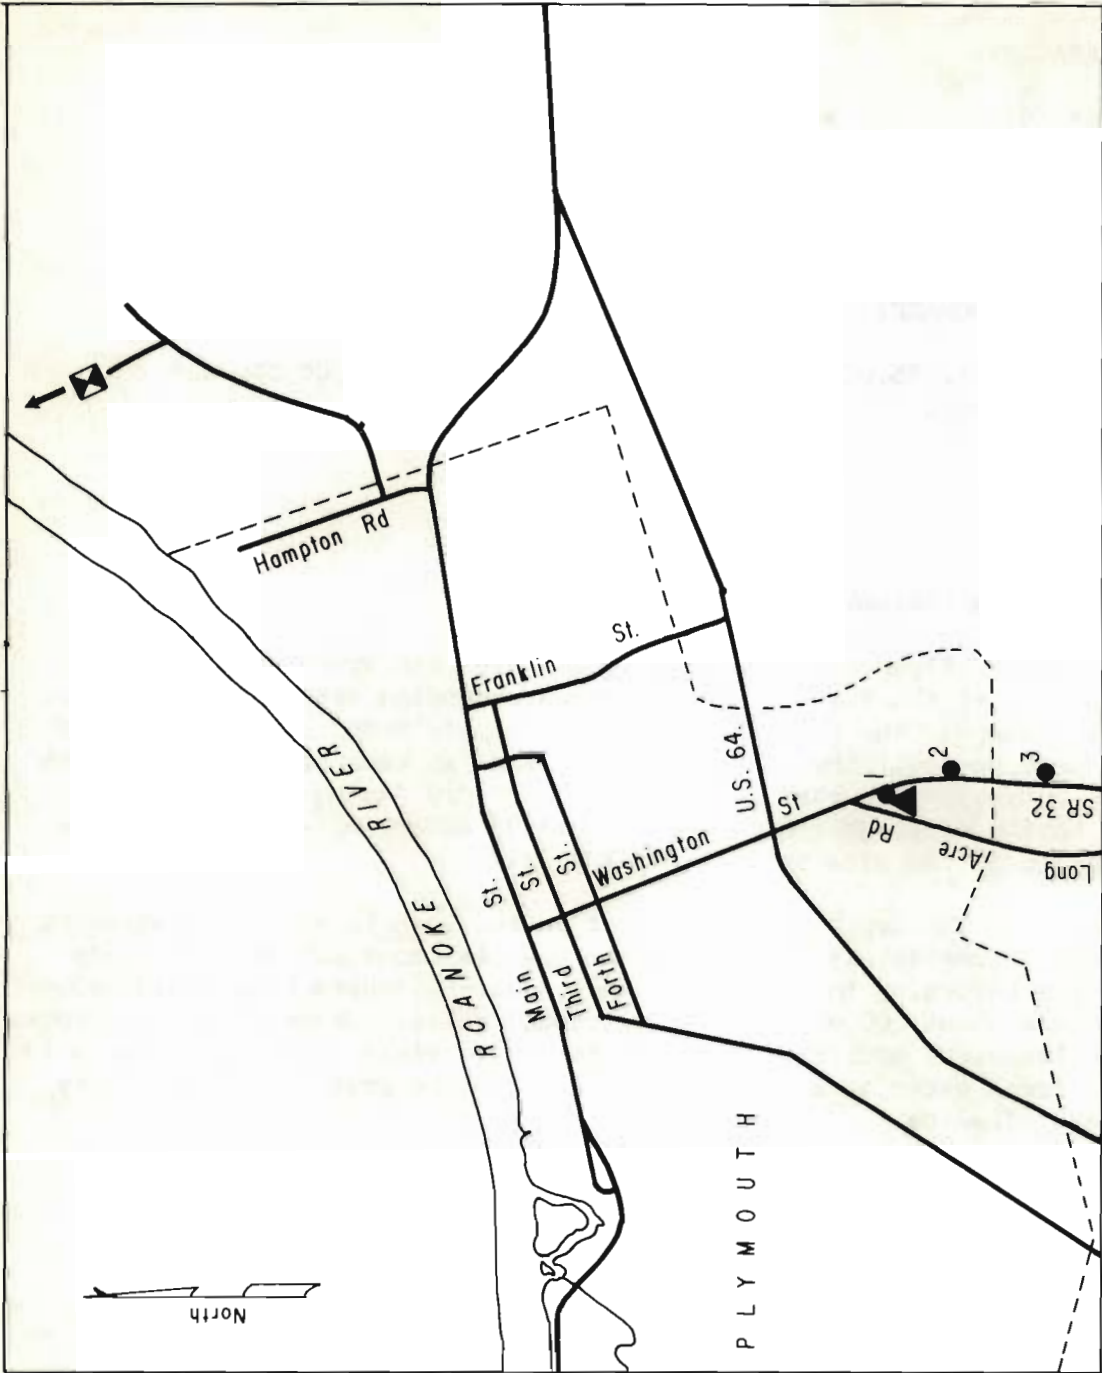 Hampton Rd
Franklin St.
RIVER
ROANOKE
Main St.
Third St.
Forth St.
Washington St
U.S. 64.
1
2
3
SR 32
Long Acre Rd
PLYMOUTH
North